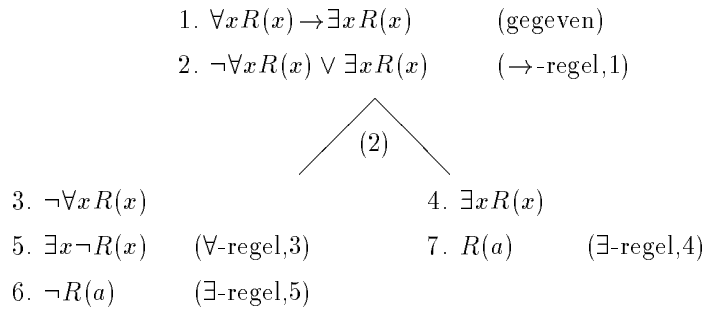 1. ∀xR(x)→∃xR(x) (gegeven)
2. ¬∀xR(x) ∨ ∃xR(x) (→-regel,1)
(2)
3. ¬∀xR(x) 4. ∃xR(x)
5. ∃x¬R(x) (∀-regel,3) 7. R(a) (∃-regel,4)
6. ¬R(a) (∃-regel,5)